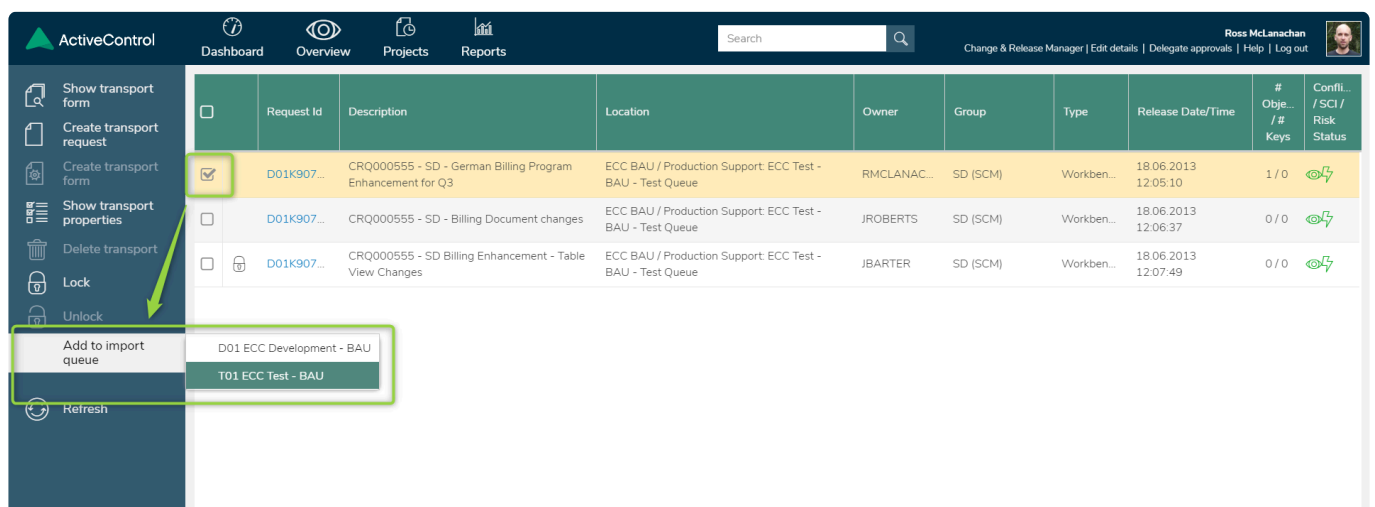 ActiveControl
Dashboard
Overview
Projects
Reports
Search
Ross McLanachan
Change & Release Manager | Edit details | Delegate approvals | Help | Log out
Show transport
form
Create transport
request
Create transport
form
Show transport
properties
Delete transport
Lock
Unlock
Add to import
queue
Refresh
D01 ECC Development - BAU
T01 ECC Test - BAU
Request Id
Description
Location
Owner
Group
Type
Release Date/Time
#
Obje...
/ #
Keys
Confli...
/ SCI /
Risk
Status
D01K907...
CRQ000555 - SD - German Billing Program
Enhancement for Q3
ECC BAU / Production Support: ECC Test -
BAU - Test Queue
RMCLANAC...
SD (SCM)
Workben...
18.06.2013
12:05:10
1 / 0
D01K907...
CRQ000555 - SD - Billing Document changes
ECC BAU / Production Support: ECC Test -
BAU - Test Queue
JROBERTS
SD (SCM)
Workben...
18.06.2013
12:06:37
0 / 0
D01K907...
CRQ000555 - SD Billing Enhancement - Table
View Changes
ECC BAU / Production Support: ECC Test -
BAU - Test Queue
JBARTER
SD (SCM)
Workben...
18.06.2013
12:07:49
0 / 0